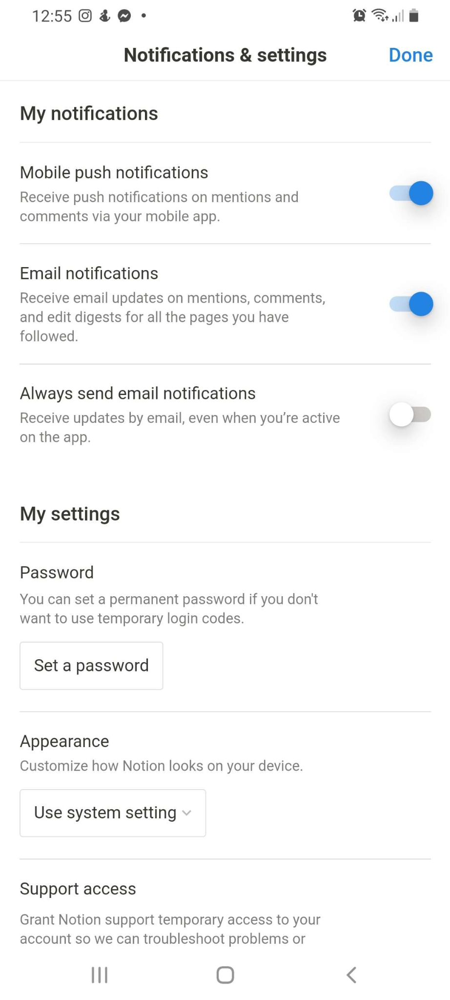 12:55
Notifications & settings
Done
My notifications
Mobile push notifications
Receive push notifications on mentions and
comments via your mobile app.
Email notifications
Receive email updates on mentions, comments,
and edit digests for all the pages you have
followed.
Always send email notifications
Receive updates by email, even when you’re active
on the app.
My settings
Password
You can set a permanent password if you don't
want to use temporary login codes.
Set a password
Appearance
Customize how Notion looks on your device.
Use system setting
Support access
Grant Notion support temporary access to your
account so we can troubleshoot problems or